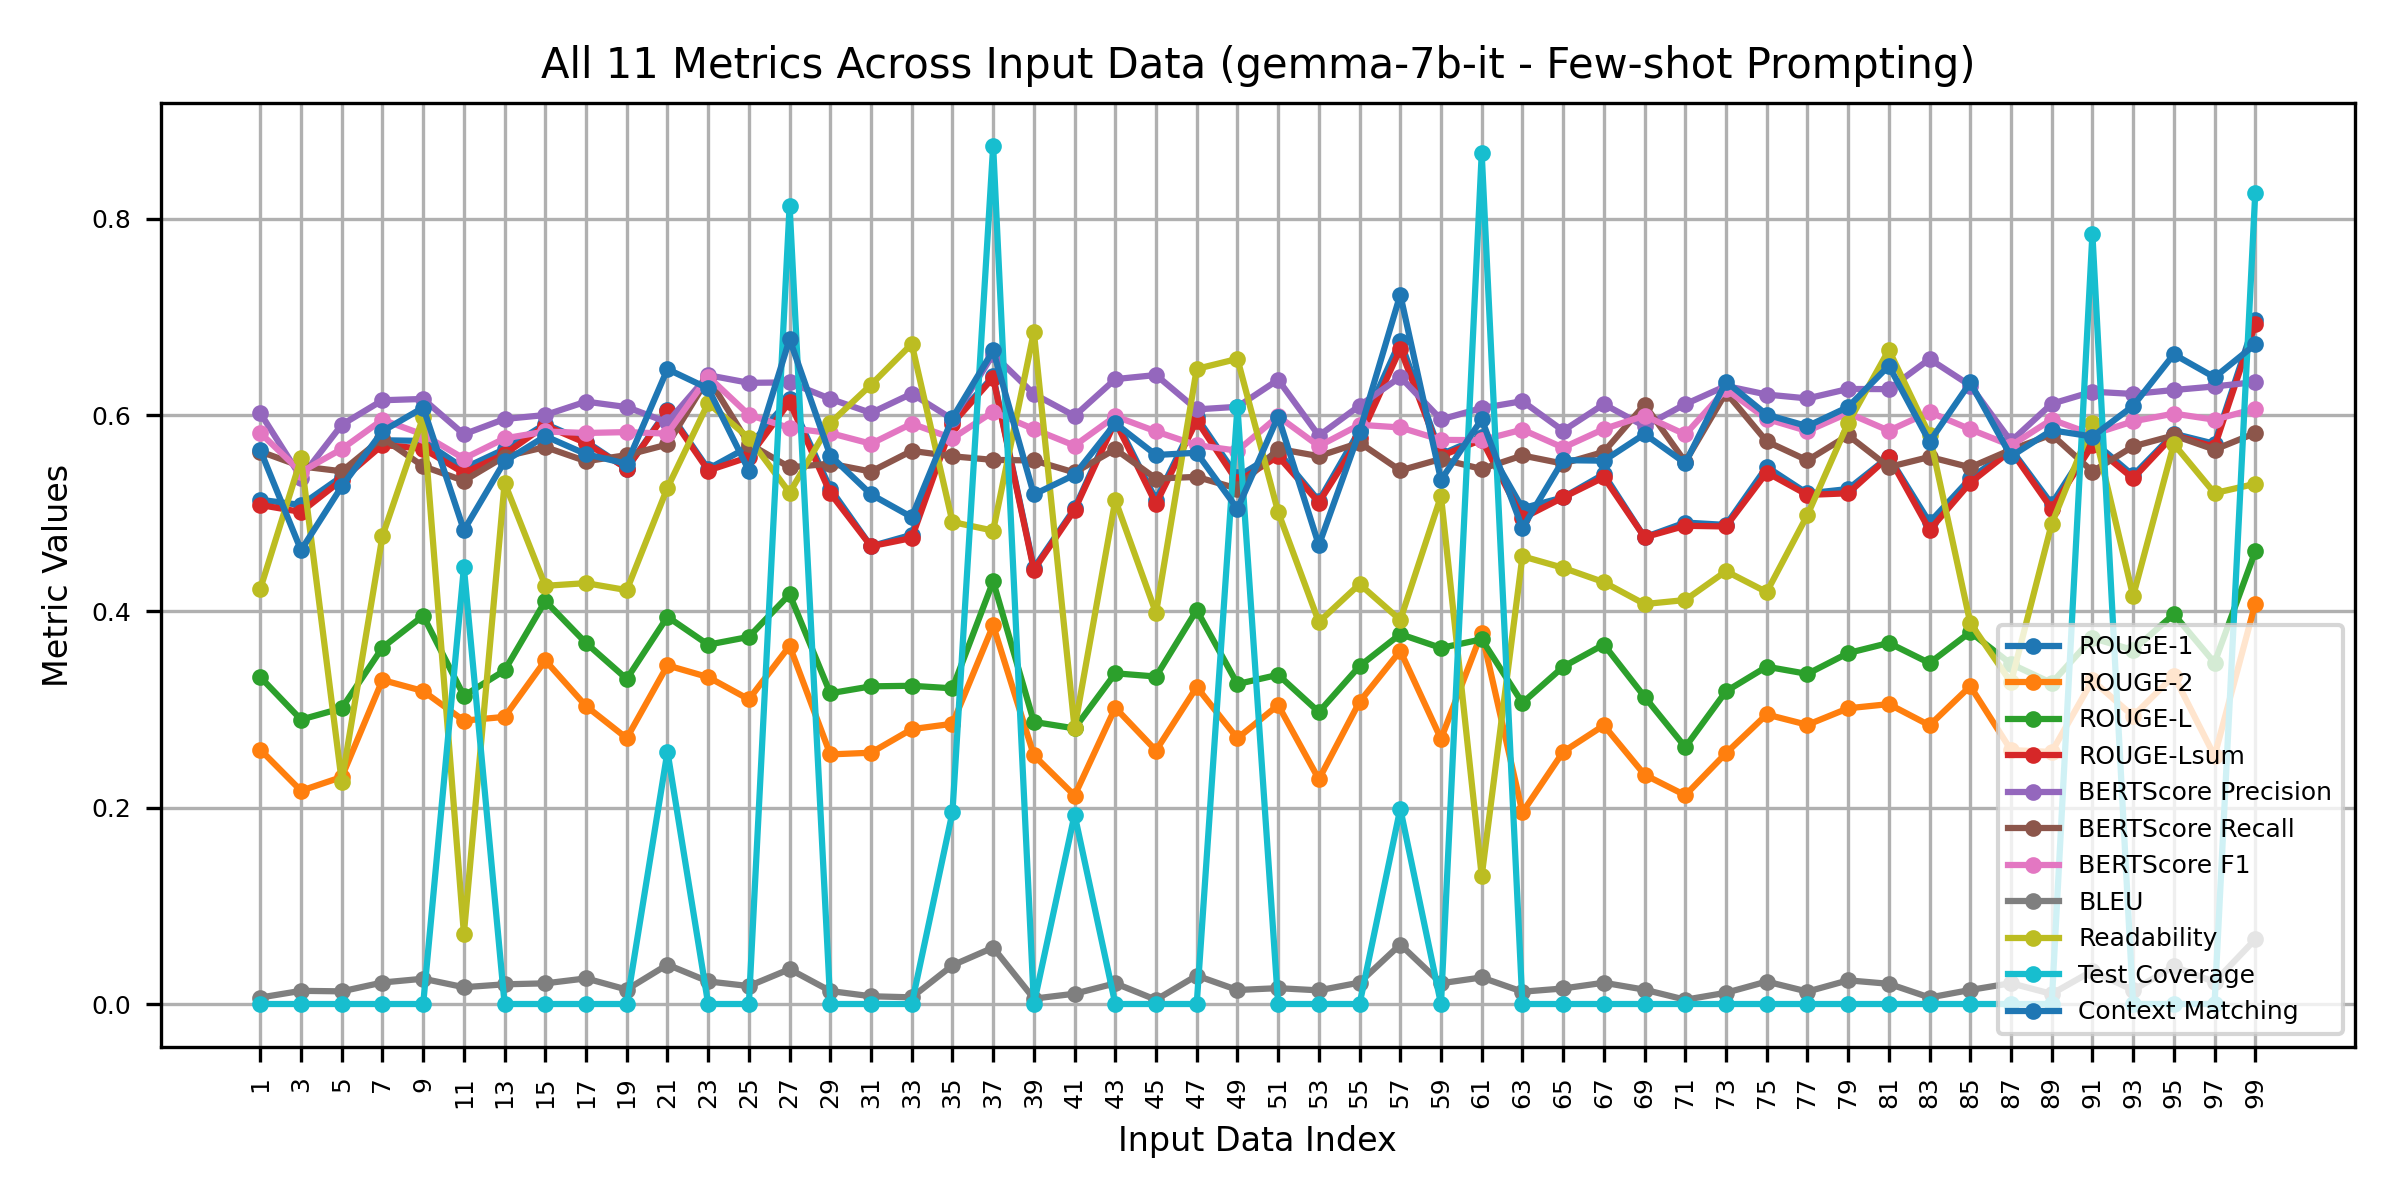 All 11 Metrics Across Input Data (gemma-7b-it - Few-shot Prompting)
Metric Values
0.8
0.6
0.4
0.2
0.0
ROUGE-1
ROUGE-2
ROUGE-L
ROUGE-Lsum
BERTScore Precision
BERTScore Recall
BERTScore F1
BLEU
Readability
Test Coverage
Context Matching
1 3 5 7 9 11 13 15 17 19 21 23 25 27 29 31 33 35 37 39 41 43 45 47 49 51 53 55 57 59 61 63 65 67 69 71 73 75 77 79 81 83 85 87 89 91 93 95 97 99
Input Data Index